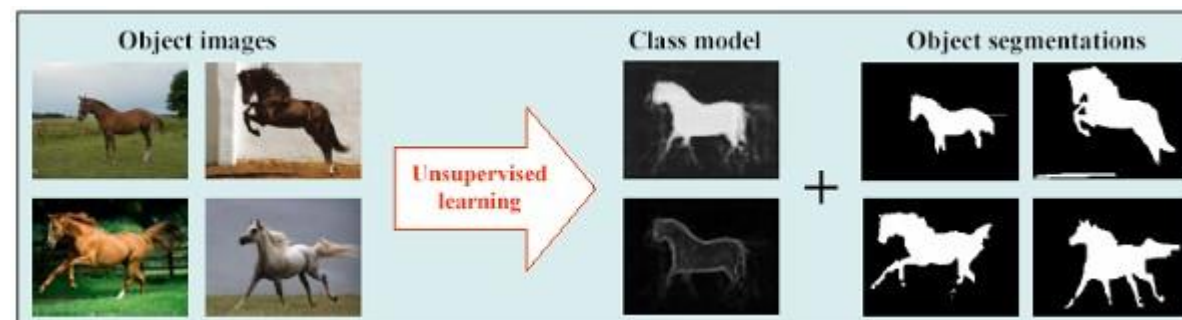 Object images
Class model
Object segmentations
Unsupervised
learning
+